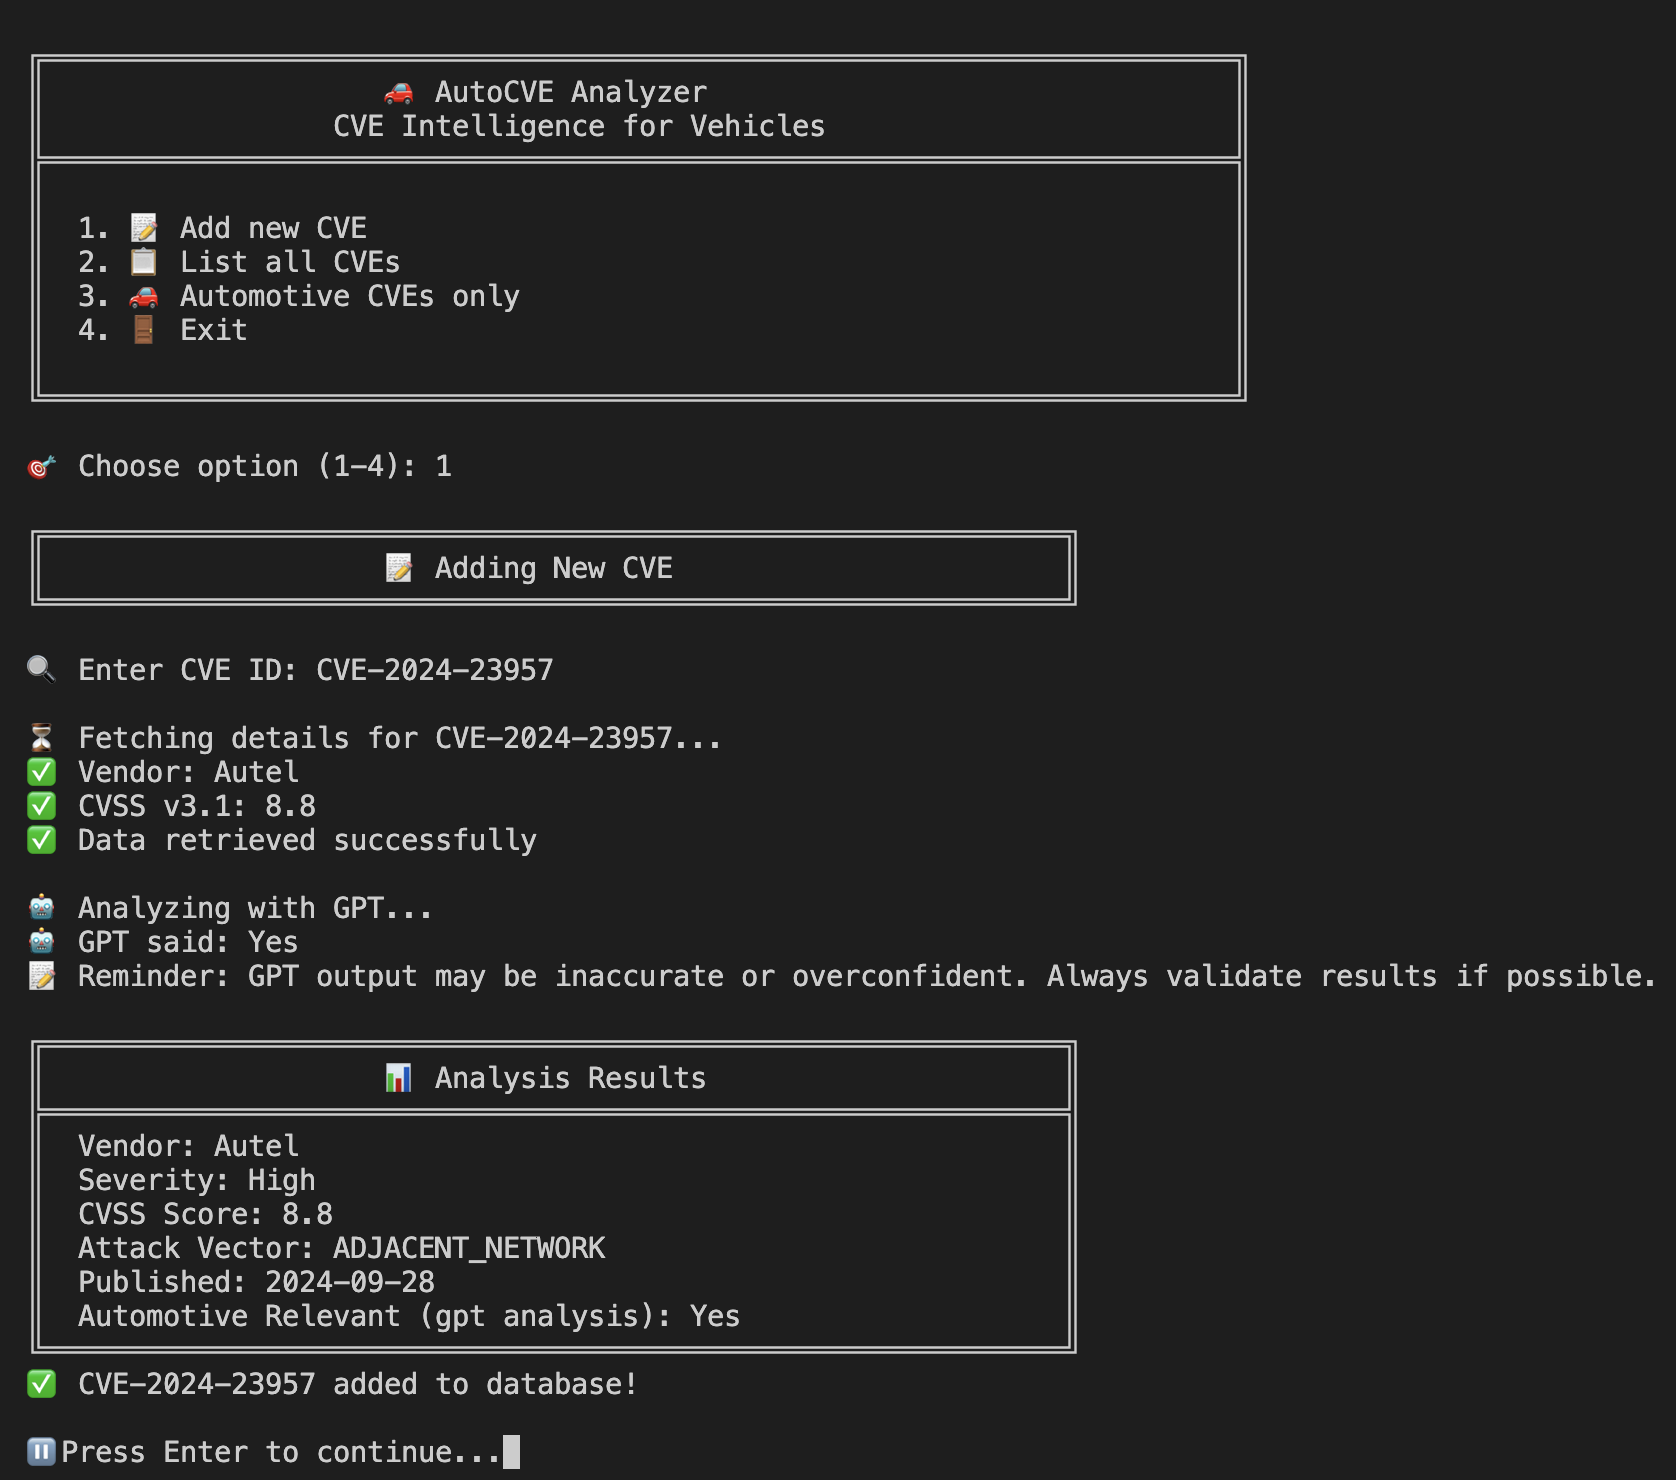 🚗 AutoCVE Analyzer
CVE Intelligence for Vehicles
1. 📝 Add new CVE
2. 📋 List all CVEs
3. 🚗 Automotive CVEs only
4. 🚪 Exit
🎯 Choose option (1-4): 1
📝 Adding New CVE
🔍 Enter CVE ID: CVE-2024-23957
⏳ Fetching details for CVE-2024-23957...
✅ Vendor: Autel
✅ CVSS v3.1: 8.8
✅ Data retrieved successfully
🤖 Analyzing with GPT...
🤖 GPT said: Yes
📝 Reminder: GPT output may be inaccurate or overconfident. Always validate results if possible.
📊 Analysis Results
Vendor: Autel
Severity: High
CVSS Score: 8.8
Attack Vector: ADJACENT_NETWORK
Published: 2024-09-28
Automotive Relevant (gpt analysis): Yes
✅ CVE-2024-23957 added to database!
⏸️Press Enter to continue...